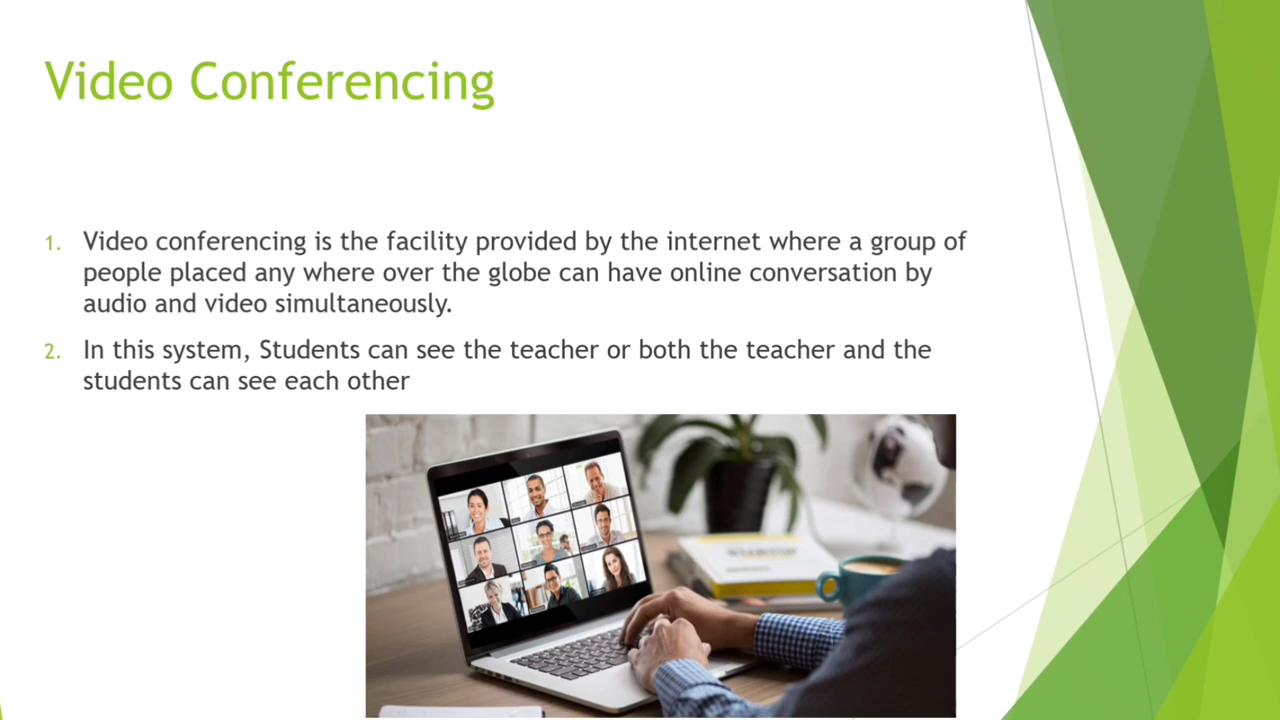 Video Conferencing
1. Video conferencing is the facility provided by the internet where a group of
people placed any where over the globe can have online conversation by
audio and video simultaneously.
2. In this system, Students can see the teacher or both the teacher and the
students can see each other